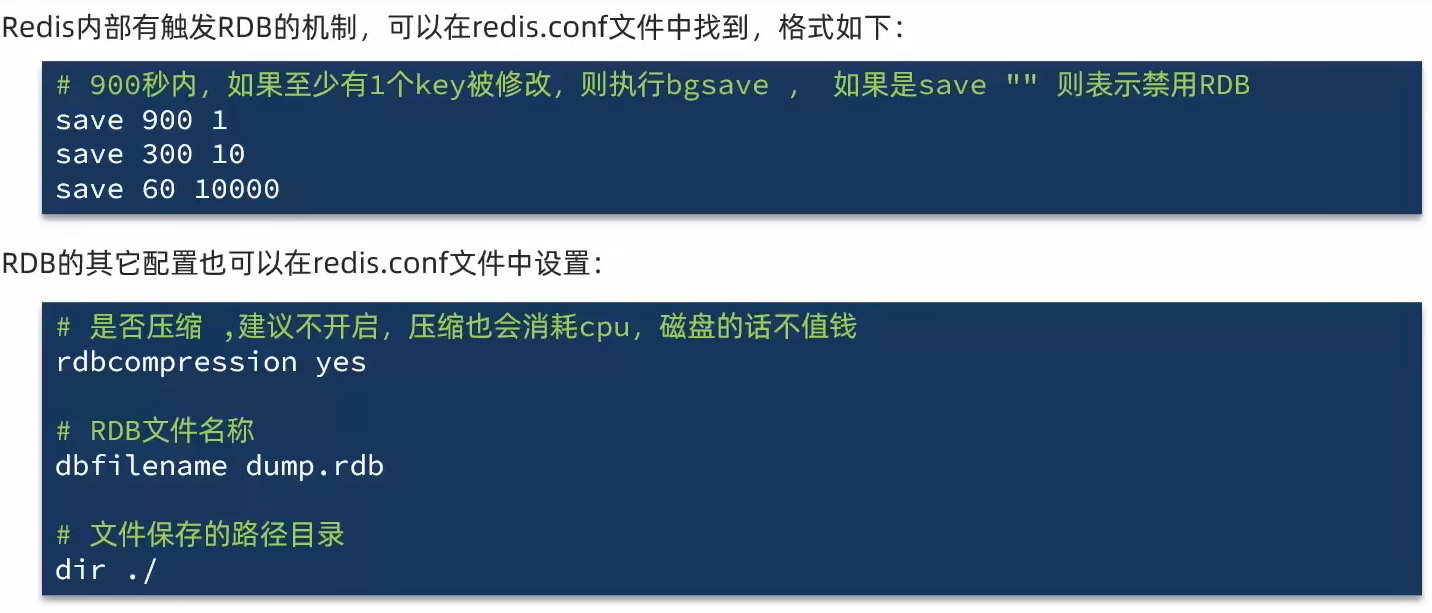 Redis内部有触发RDB的机制，可以在redis.conf文件中找到，格式如下：
# 900秒内，如果至少有1个key被修改，则执行bgsave ， 如果是save "" 则表示禁用RDB
save 900 1
save 300 10
save 60 10000
RDB的其它配置也可以在redis.conf文件中设置：
# 是否压缩 ,建议不开启，压缩也会消耗cpu，磁盘的话不值钱
rdbcompression yes
# RDB文件名称
dbfilename dump.rdb
# 文件保存的路径目录
dir ./